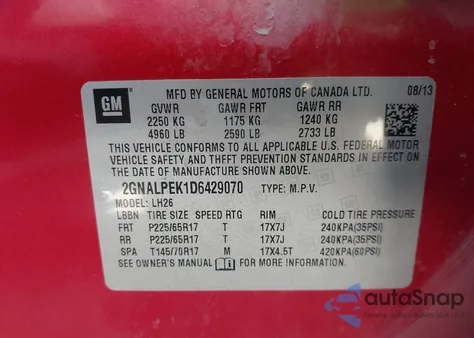 GM
MFD BY GENERAL MOTORS OF CANADA LTD. 08/13
GVWR GAWR FRT GAWR RR
2250 KG 1175 KG 1240 KG
4960 LB 2590 LB 2733 LB
THIS VEHICLE CONFORMS TO ALL APPLICABLE U.S. FEDERAL MOTOR
VEHICLE SAFETY AND THEFT PREVENTION STANDARDS IN EFFECT ON
THE DATE OF MANUFACTURE SHOWN ABOVE.
2GNALPEK1D6429070 TYPE: M.P.V.
MODEL: LH26
LBBN TIRE SIZE SPEED RTG RIM COLD TIRE PRESSURE
FRT P225/65R17 T 17X7J 240KPA(35PSI)
RR P225/65R17 T 17X7J 240KPA(35PSI)
SPA T145/70R17 M 17X4.5T 420KPA(60PSI)
SEE OWNER'S MANUAL FOR MORE INFORMATION.
autoSnap